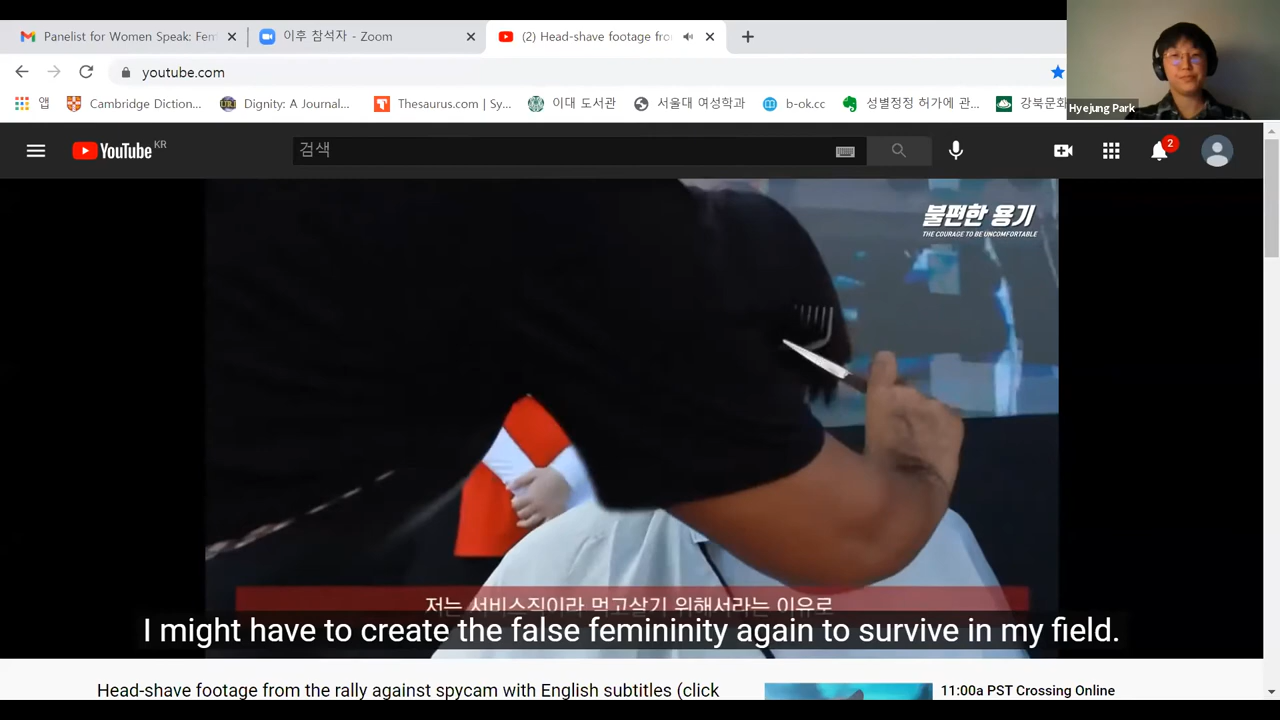 Panelist for Women Speak: Fem
이후 참석자 - Zoom
(2) Head-shave footage fro
youtube.com
앱
Cambridge Diction...
Dignity: A Journal...
Thesaurus.com | Sy...
이대 도서관
서울대 여성학과
b-ok.cc
성별정정 허가에 관...
강북문화
Hyejung Park
YouTube KR
검색
2
불편한 용기
THE COURAGE TO BE UNCOMFORTABLE
저는 서비스직이라 먹고살기 위해서라는 이유로
I might have to create the false femininity again to survive in my field.
Head-shave footage from the rally against spycam with English subtitles (click
11:00a PST Crossing Online